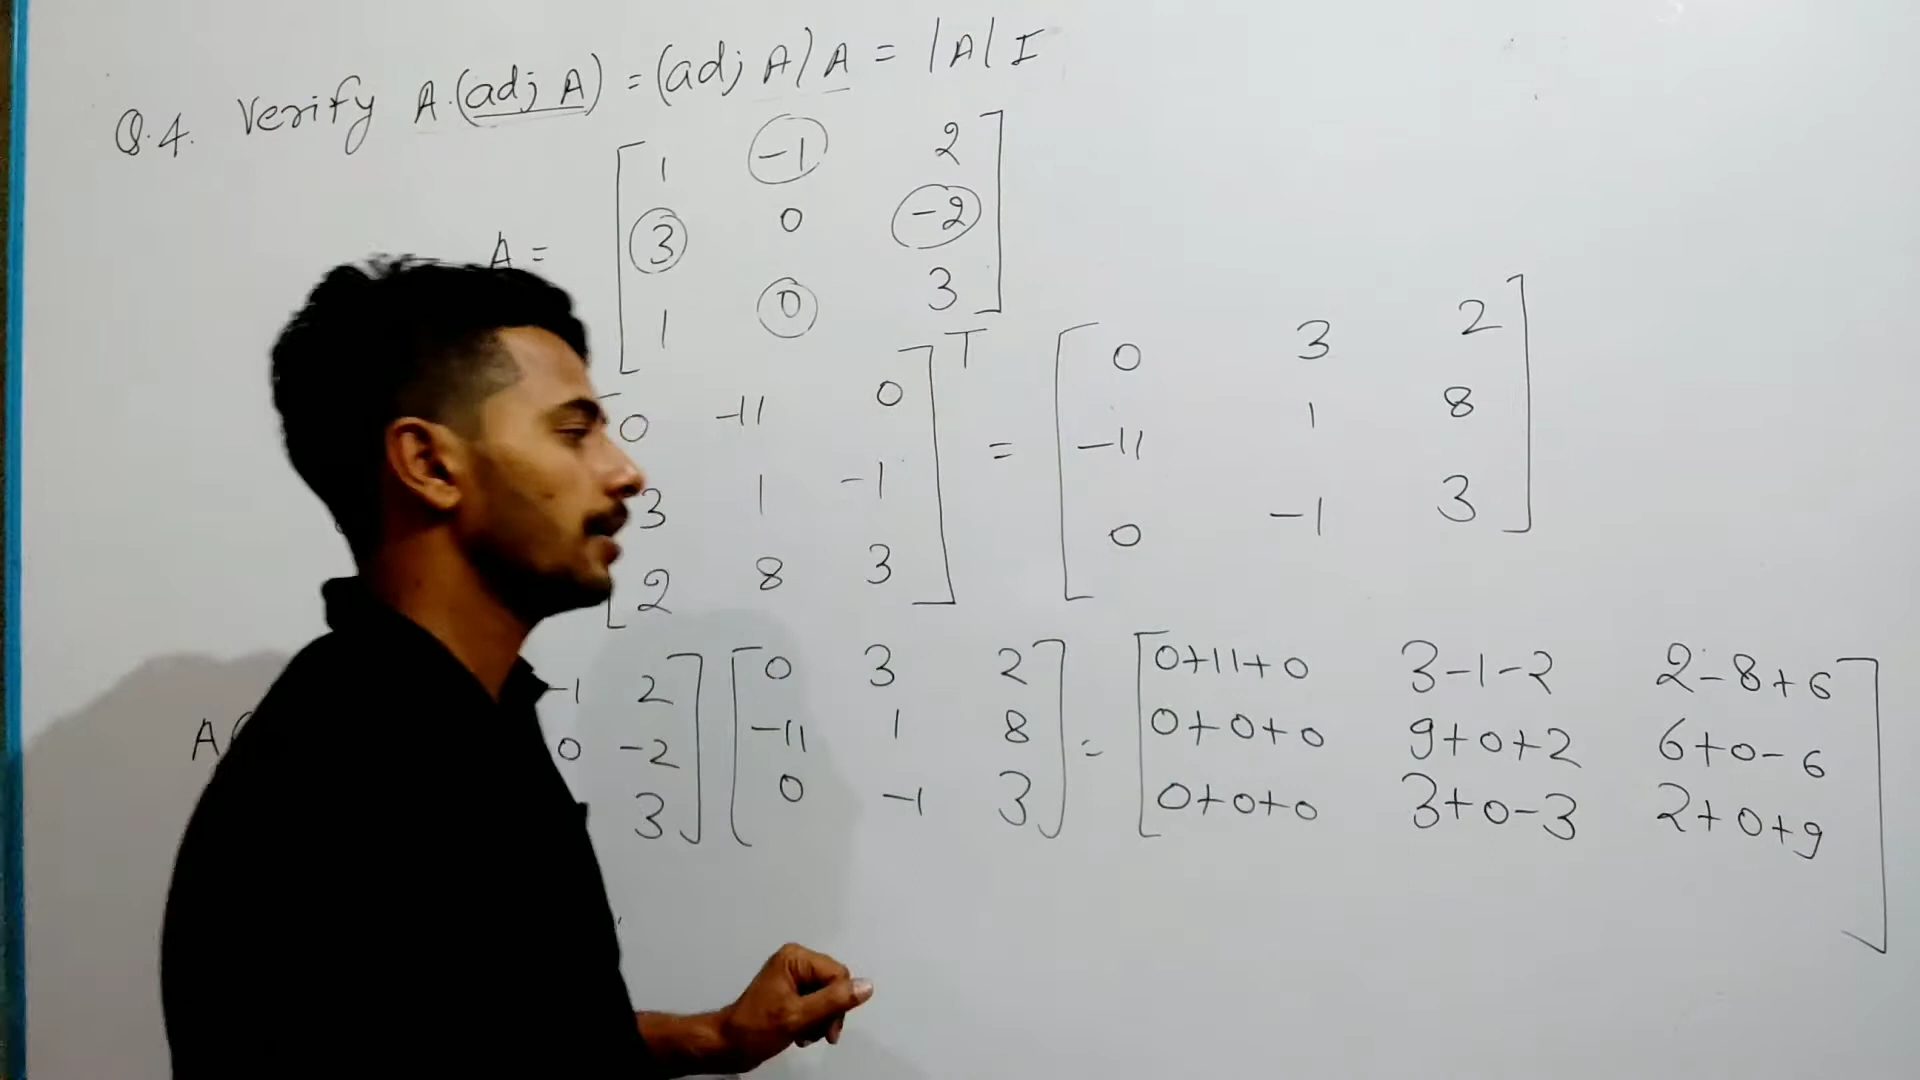 Q.4. Verify A.(adj A) = (adj A) A = |A| I
A = [ 1 -1 2
3 0 -2
1 0 3 ]
0 -11 0
3 1 -1
2 8 3 ] T = [ 0 3 2
-11 1 8
0 -1 3 ]
A( -1 2 ] [ 0 3 2 ] = [ 0+11+0 3-1-2 2-8+6
0 -2 -11 1 8 0+0+0 9+0+2 6+0-6
3 0 -1 3 0+0+0 3+0-3 2+0+9 ]